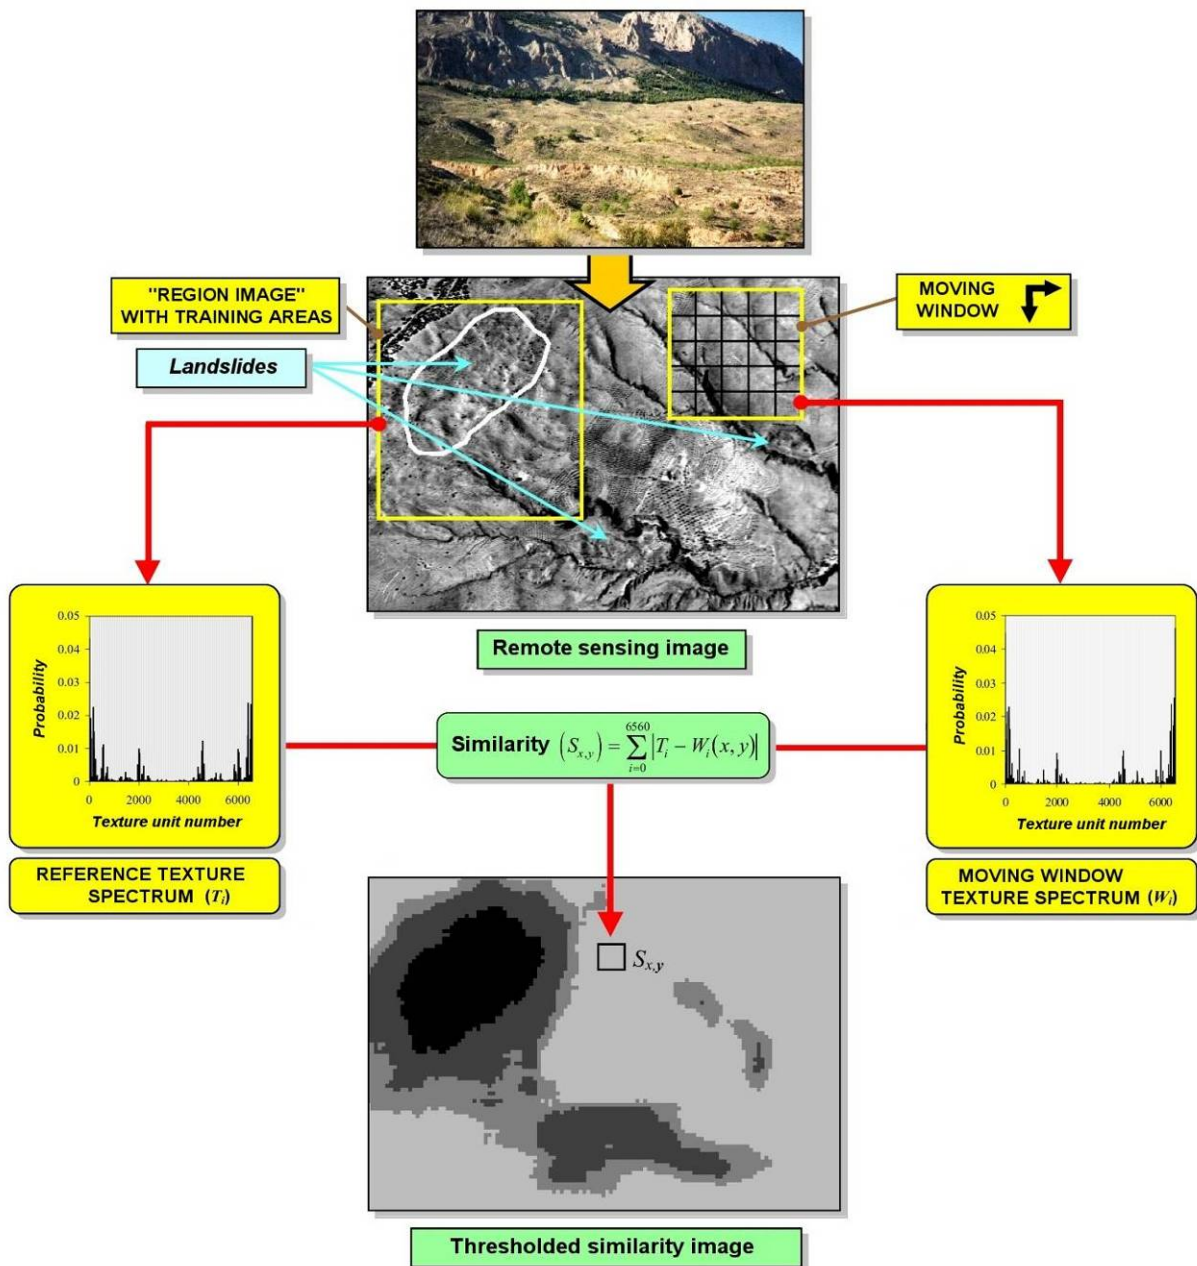 "REGION IMAGE"
WITH TRAINING AREAS
MOVING
WINDOW
Landslides
Remote sensing image
0.05
0.04
0.03
0.02
0.01
0
Probability
0 2000 4000 6000
Texture unit number
REFERENCE TEXTURE
SPECTRUM (Tᵢ)
Similarity (Sₓ,ᵧ) = ∑_{i=0}^{6560} |Tᵢ − Wᵢ(x, y)|
0.05
0.04
0.03
0.02
0.01
0
Probability
0 2000 4000 6000
Texture unit number
MOVING WINDOW
TEXTURE SPECTRUM (Wᵢ)
Sₓ,ᵧ
Thresholded similarity image